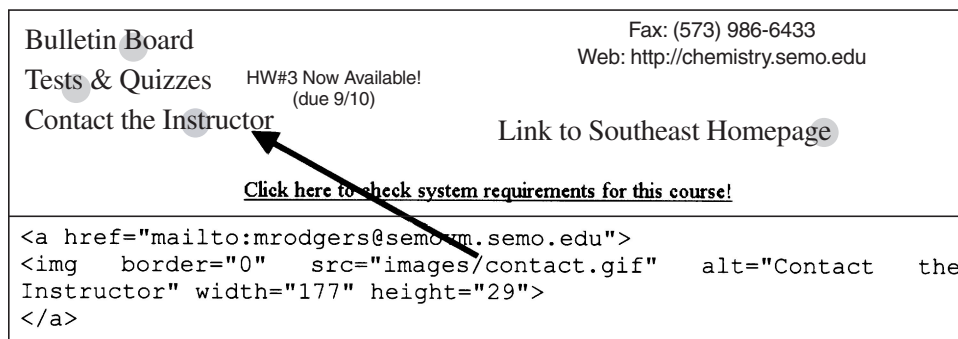 Bulletin Board
Fax: (573) 986-6433
Web: http://chemistry.semo.edu
Tests & Quizzes
HW#3 Now Available!
(due 9/10)
Contact the Instructor
Link to Southeast Homepage
Click here to check system requirements for this course!
<a href="mailto:mrodgers@semovm.semo.edu">
<img border="0" src="images/contact.gif" alt="Contact the
Instructor" width="177" height="29">
</a>